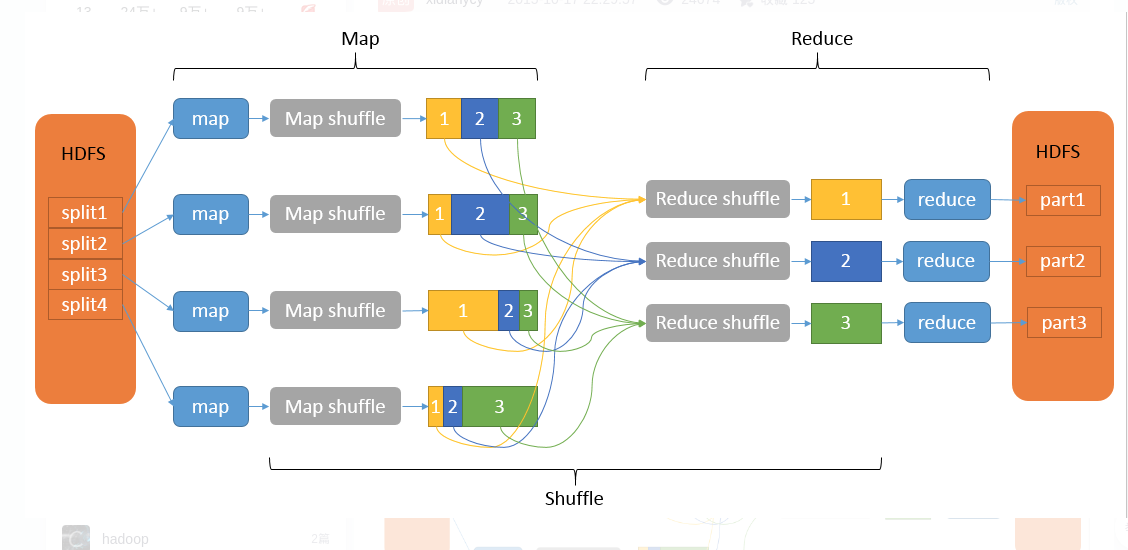 Map
Reduce
HDFS
split1
split2
split3
split4
map
Map shuffle
1 2 3
map
Map shuffle
1 2 3
map
Map shuffle
1 2 3
map
Map shuffle
1 2 3
Reduce shuffle
1
reduce
Reduce shuffle
2
reduce
Reduce shuffle
3
reduce
HDFS
part1
part2
part3
Shuffle
hadoop
2篇